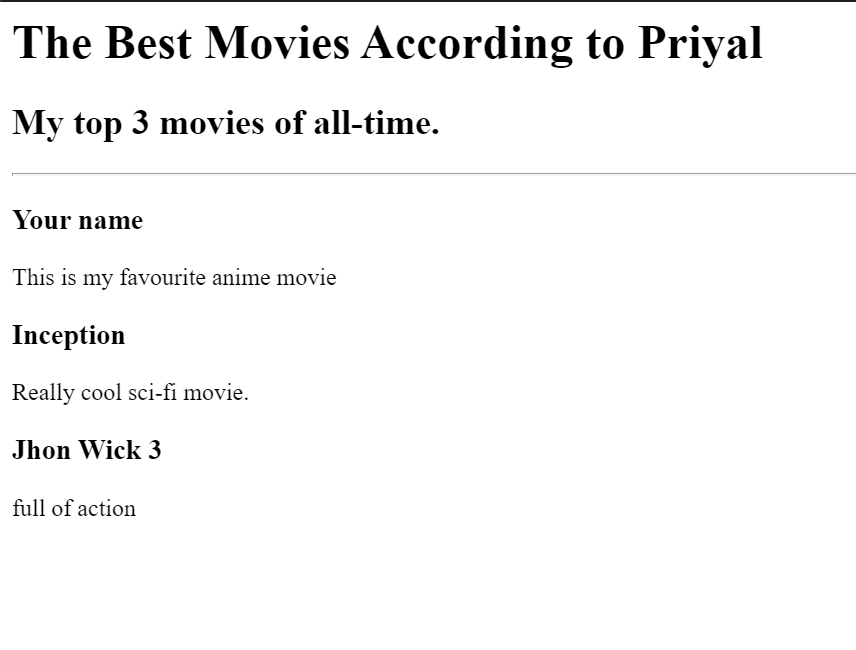 The Best Movies According to Priyal
My top 3 movies of all-time.
Your name
This is my favourite anime movie
Inception
Really cool sci-fi movie.
Jhon Wick 3
full of action